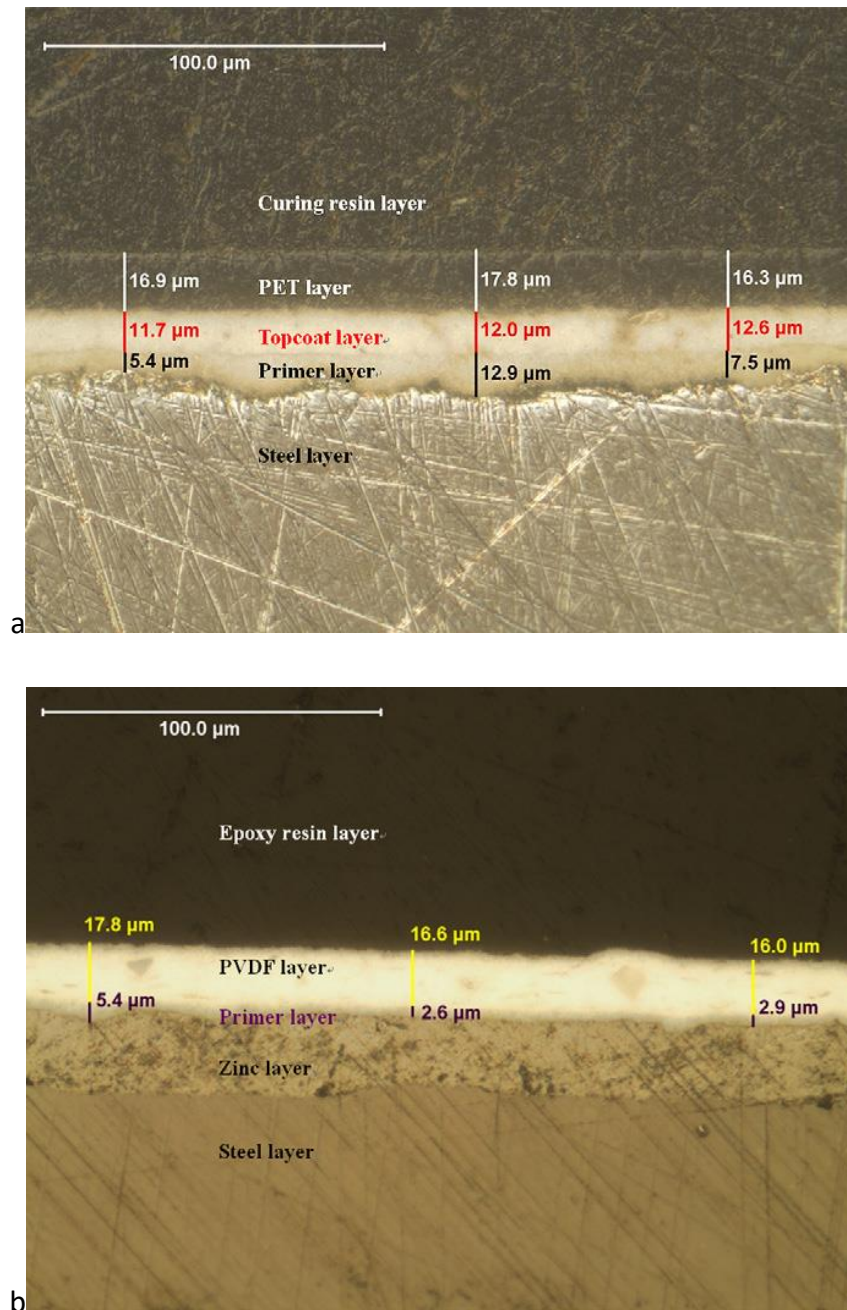 100.0 µm
Curing resin layer
16.9 µm
PET layer
17.8 µm
16.3 µm
11.7 µm
Topcoat layer
12.0 µm
12.6 µm
5.4 µm
Primer layer
12.9 µm
7.5 µm
Steel layer
a
100.0 µm
Epoxy resin layer
17.8 µm
16.6 µm
16.0 µm
PVDF layer
5.4 µm
Primer layer
2.6 µm
2.9 µm
Zinc layer
Steel layer
b